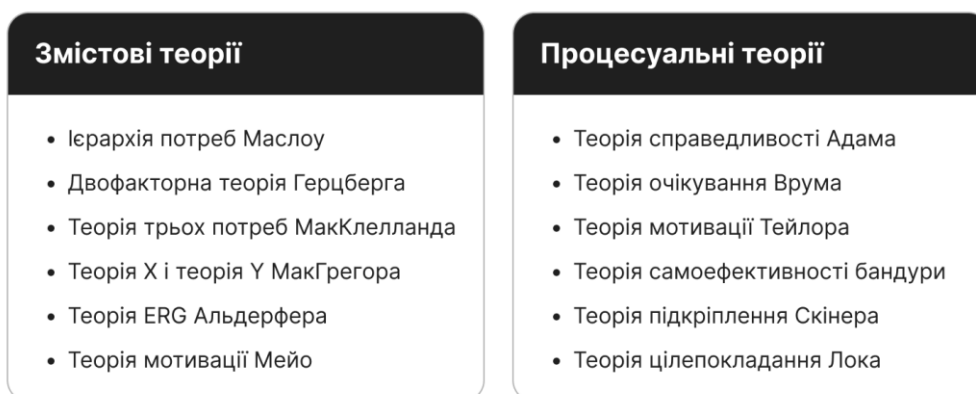 Змістові теорії
• Ієрархія потреб Маслоу
• Двофакторна теорія Герцберга
• Теорія трьох потреб МакКлелланда
• Теорія X і теорія Y МакГрегора
• Теорія ERG Альдерфера
• Теорія мотивації Мейо
Процесуальні теорії
• Теорія справедливості Адама
• Теорія очікування Врума
• Теорія мотивації Тейлора
• Теорія самоефективності бандури
• Теорія підкріплення Скінера
• Теорія цілепокладання Лока